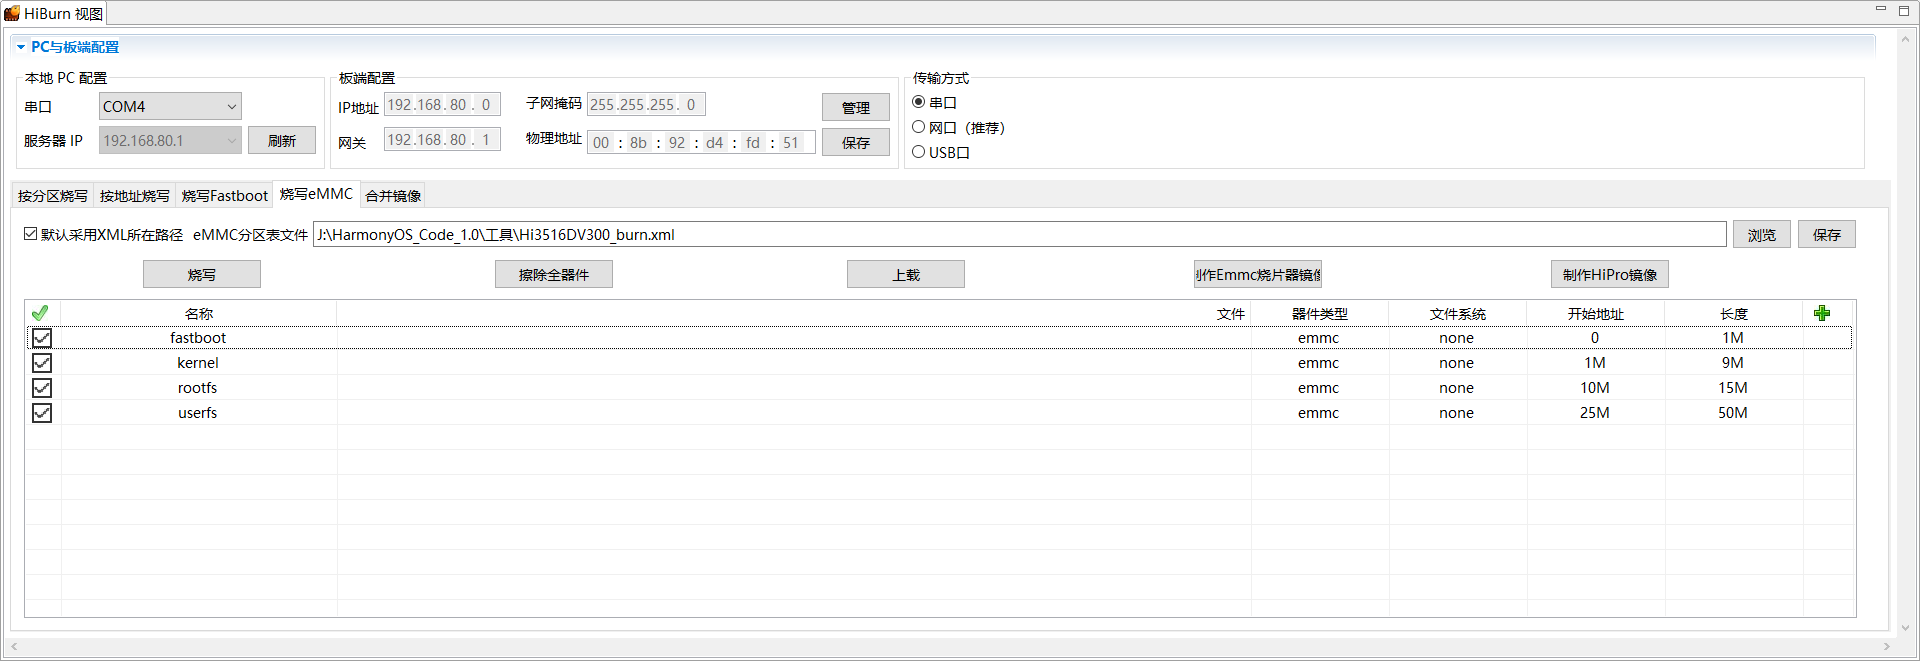 HiBurn 视图
PC与板端配置
本地 PC 配置
串口 COM4
服务器 IP 192.168.80.1 刷新
板端配置
IP地址 192.168.80.0 子网掩码 255.255.255.0 管理
网关 192.168.80.1 物理地址 00:8b:92:d4:fd:51 保存
传输方式
串口
网口（推荐）
USB口
按分区烧写 按地址烧写 烧写Fastboot 烧写eMMC 合并镜像
默认采用XML所在路径 eMMC分区表文件 J:\HarmonyOS_Code_1.0\工具\Hi3516DV300_burn.xml 浏览 保存
烧写 擦除全器件 上载 制作Emmc烧片器镜像 制作HiPro镜像
名称 文件 器件类型 文件系统 开始地址 长度
fastboot emmc none 0 1M
kernel emmc none 1M 9M
rootfs emmc none 10M 15M
userfs emmc none 25M 50M